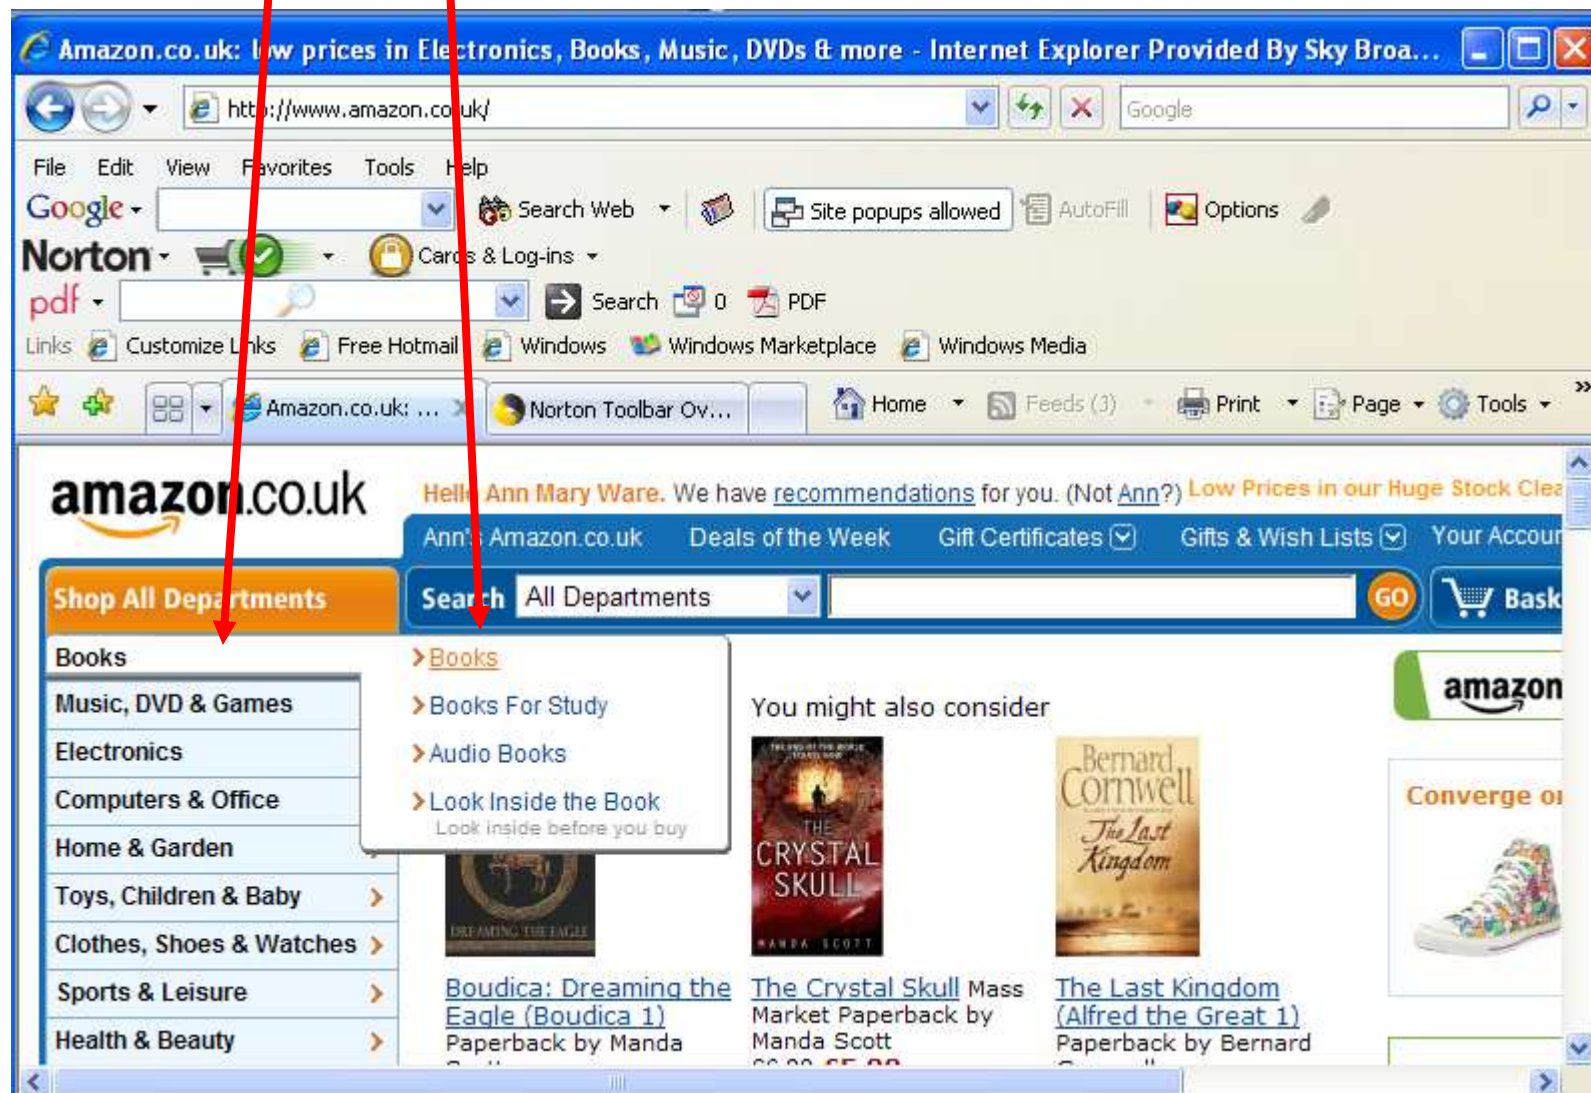 Amazon.co.uk: low prices in Electronics, Books, Music, DVDs & more - Internet Explorer Provided By Sky Broa...
http://www.amazon.co.uk/
Google
File Edit View Favorites Tools Help
Google Search Web Site popups allowed AutoFill Options
Norton Cards & Log-ins
pdf Search 0 PDF
Links Customize Links Free Hotmail Windows Windows Marketplace Windows Media
Amazon.co.uk: ... Norton Toolbar Ov... Home Feeds (3) Print Page Tools »
amazon.co.uk
Hello Ann Mary Ware. We have recommendations for you. (Not Ann?) Low Prices in our Huge Stock Clea
Ann's Amazon.co.uk Deals of the Week Gift Certificates Gifts & Wish Lists Your Accour
Shop All Departments Search All Departments GO Bask
Books
Music, DVD & Games
Electronics
Computers & Office
Home & Garden
Toys, Children & Baby
Clothes, Shoes & Watches
Sports & Leisure
Health & Beauty
Books
Books For Study
Audio Books
Look Inside the Book
Look inside before you buy
You might also consider
DREAMING THE EAGLE
THE
CRYSTAL
SKULL
MANDA SCOTT
Bernard
Cornwell
The Last
Kingdom
Boudica: Dreaming the
Eagle (Boudica 1)
Paperback by Manda
The Crystal Skull Mass
Market Paperback by
Manda Scott
The Last Kingdom
(Alfred the Great 1)
Paperback by Bernard
amazon
Converge or